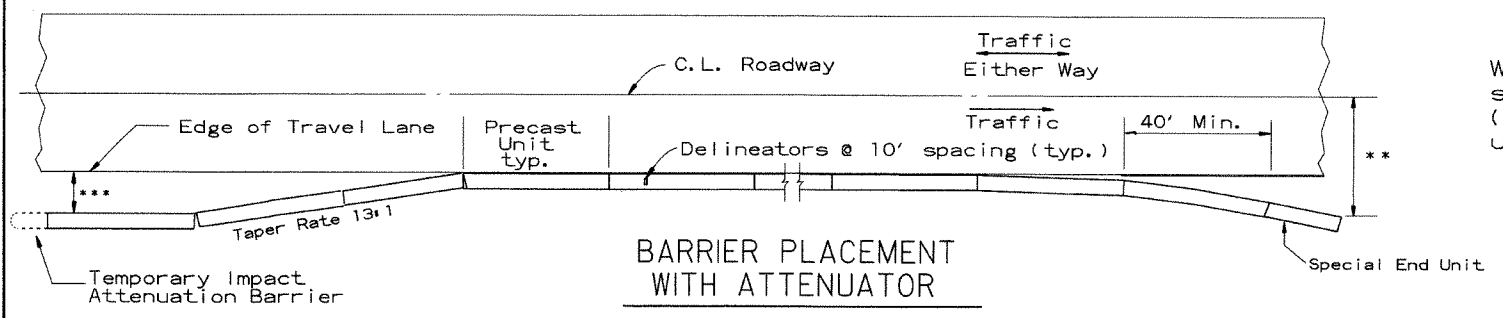 Traffic
Either Way
C.L. Roadway
W
s
(
u
Edge of Travel Lane
Precast
Unit
typ.
Traffic
40' Min.
Delineators @ 10' spacing (typ.)
**
***
Taper Rate 13:1
BARRIER PLACEMENT
WITH ATTENUATOR
Special End Unit
Temporary Impact
Attenuation Barrier